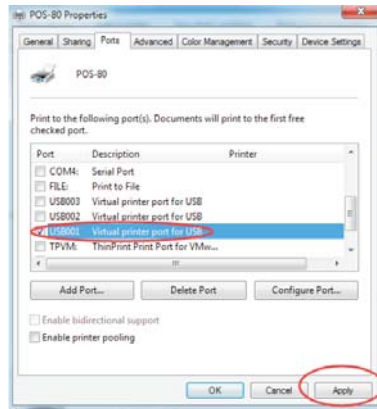 POS-80 Properties
General Sharing Ports Advanced Color Management Security Device Settings
POS-80
Print to the following port(s). Documents will print to the first free
checked port.
Port Description Printer
COM4: Serial Port
FILE: Print to File
USB003 Virtual printer port for USB
USB002 Virtual printer port for USB
USB001 Virtual printer port for USB
TPVM: ThinPrint Print Port for VMw...
Add Port... Delete Port Configure Port...
Enable bidirectional support
Enable printer pooling
OK Cancel Apply